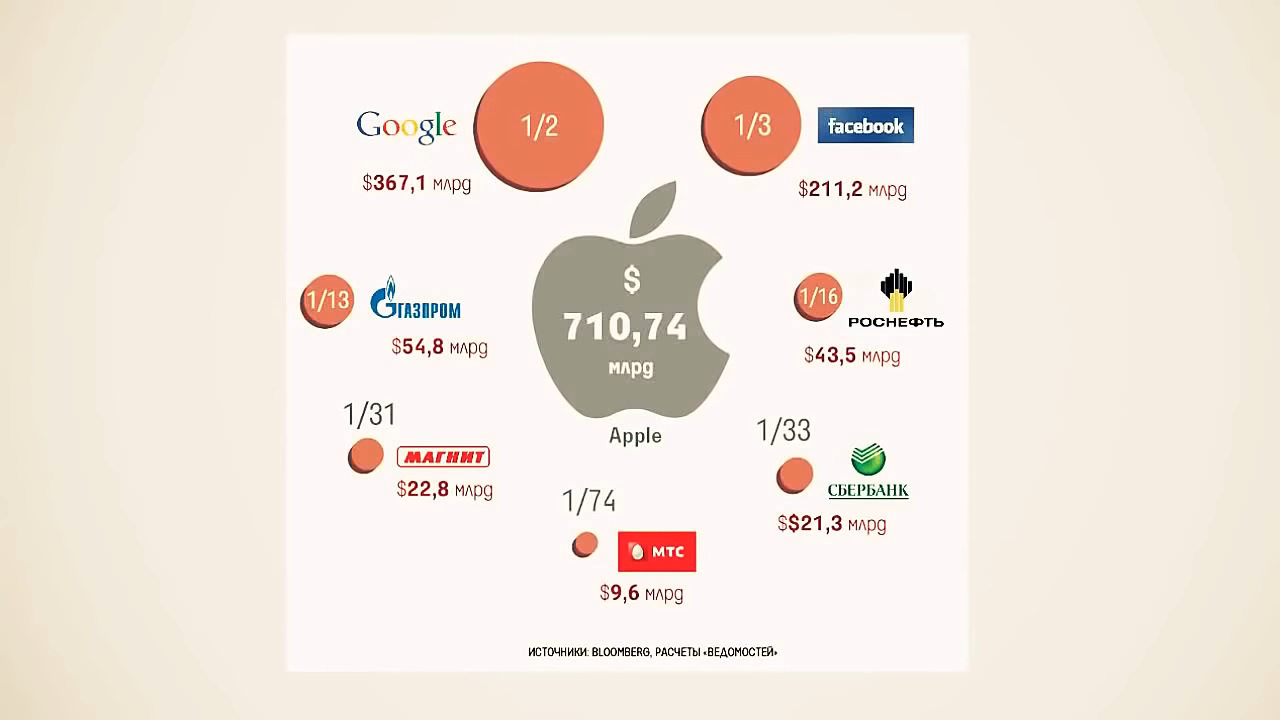 Google
1/2
$367,1 млрд
1/3
facebook
$211,2 млрд
$
710,74
млрд
Apple
1/13
ГАЗПРОМ
$54,8 млрд
1/16
РОСНЕФТЬ
$43,5 млрд
1/31
МАГНИТ
$22,8 млрд
1/33
СБЕРБАНК
$$21,3 млрд
1/74
МТС
$9,6 млрд
ИСТОЧНИКИ: BLOOMBERG, РАСЧЕТЫ «ВЕДОМОСТЕЙ»